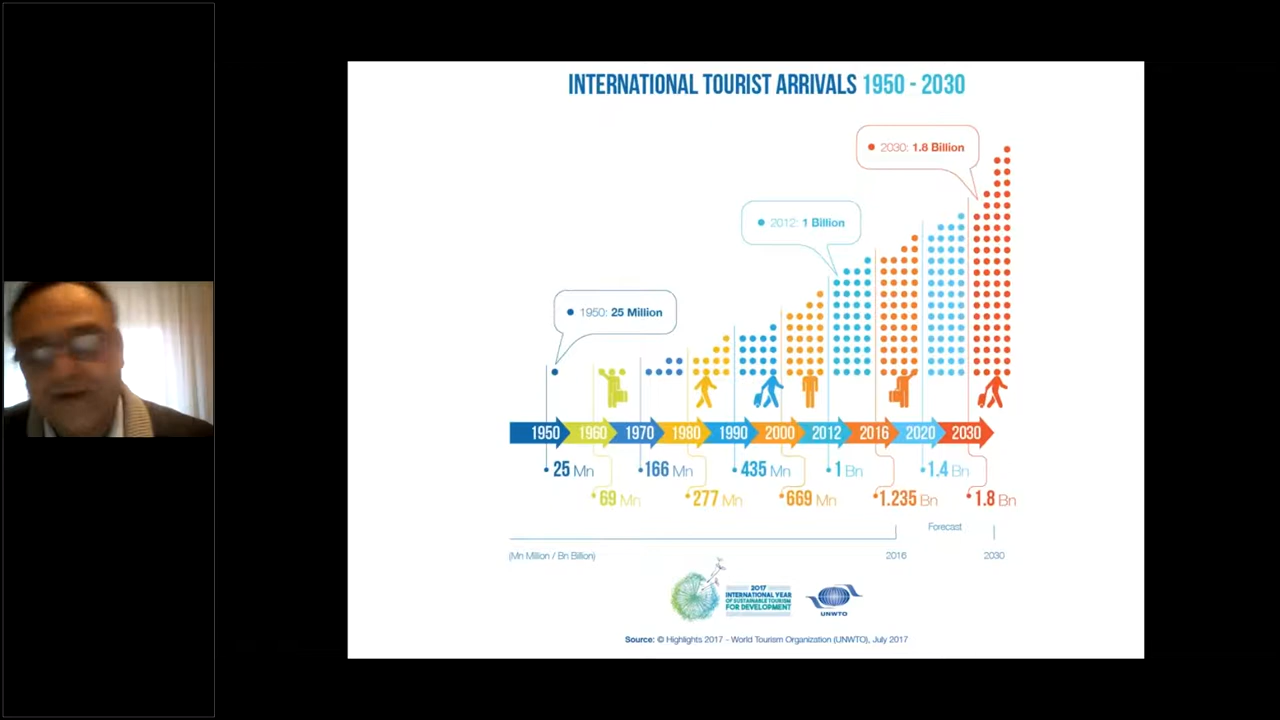 INTERNATIONAL TOURIST ARRIVALS 1950 - 2030
2030: 1.8 Billion
2012: 1 Billion
1950: 25 Million
1950 1960 1970 1980 1990 2000 2012 2016 2020 2030
25 Mn 166 Mn 435 Mn 1 Bn 1.4 Bn
69 Mn 277 Mn 669 Mn 1.235 Bn 1.8 Bn
Forecast
(Mn Million / Bn Billion) 2016 2030
2017
INTERNATIONAL YEAR
OF SUSTAINABLE TOURISM
FOR DEVELOPMENT
UNWTO
Source: © Highlights 2017 - World Tourism Organization (UNWTO), July 2017